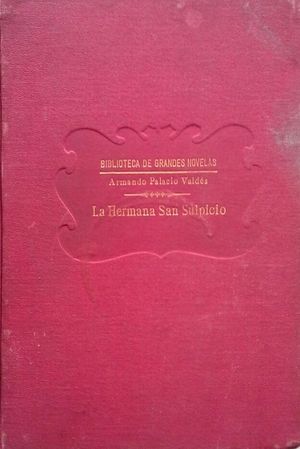 BIBLIOTECA DE GRANDES NOVELAS
Armando Palacio Valdés
La Hermana San Sulpicio